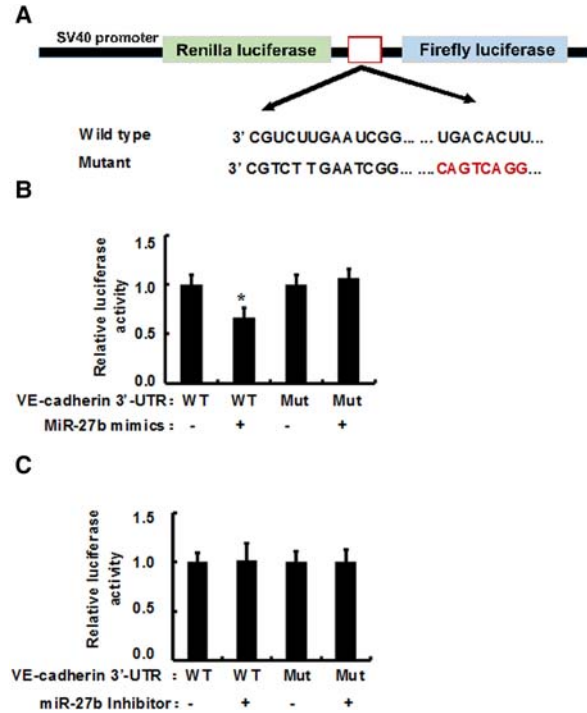 A
SV40 promoter
Renilla luciferase
Firefly luciferase
Wild type 3' CGUCUUGAAUCGG... ... UGACACUU...
Mutant 3' CGTCT T GAATCGG... ....CAGTCAGG...
B
Relative luciferase
activity
1.5
1.0
0.5
0.0
*
VE-cadherin 3'-UTR: WT WT Mut Mut
MiR-27b mimics: - + - +
C
Relative luciferase
activity
1.5
1.0
0.5
0.0
VE-cadherin 3'-UTR : WT WT Mut Mut
miR-27b Inhibitor: - + - +